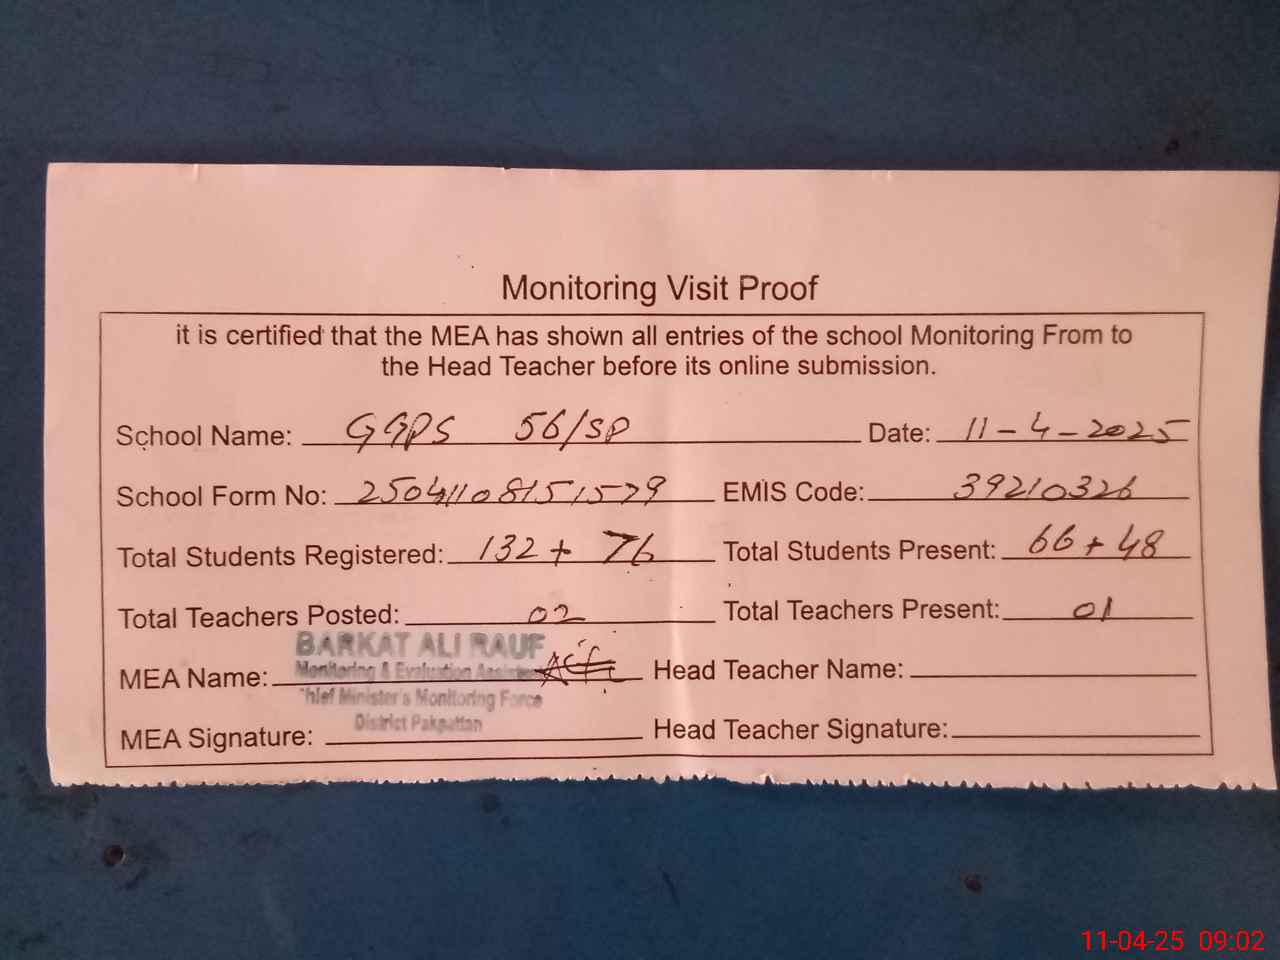 Monitoring Visit Proof
it is certified that the MEA has shown all entries of the school Monitoring From to
the Head Teacher before its online submission.
School Name: GGPS 56/SP Date: 11-4-2025
School Form No: 25041108151579 EMIS Code: 39210326
Total Students Registered: 132 + 76 Total Students Present: 66 + 48
Total Teachers Posted: 02 Total Teachers Present: 01
BARKAT ALI RAUF
MEA Name: Monitoring & Evaluation Assistant Head Teacher Name:
Chief Minister's Monitoring Force
District Pakpattan
MEA Signature: Head Teacher Signature:
11-04-25 09:02